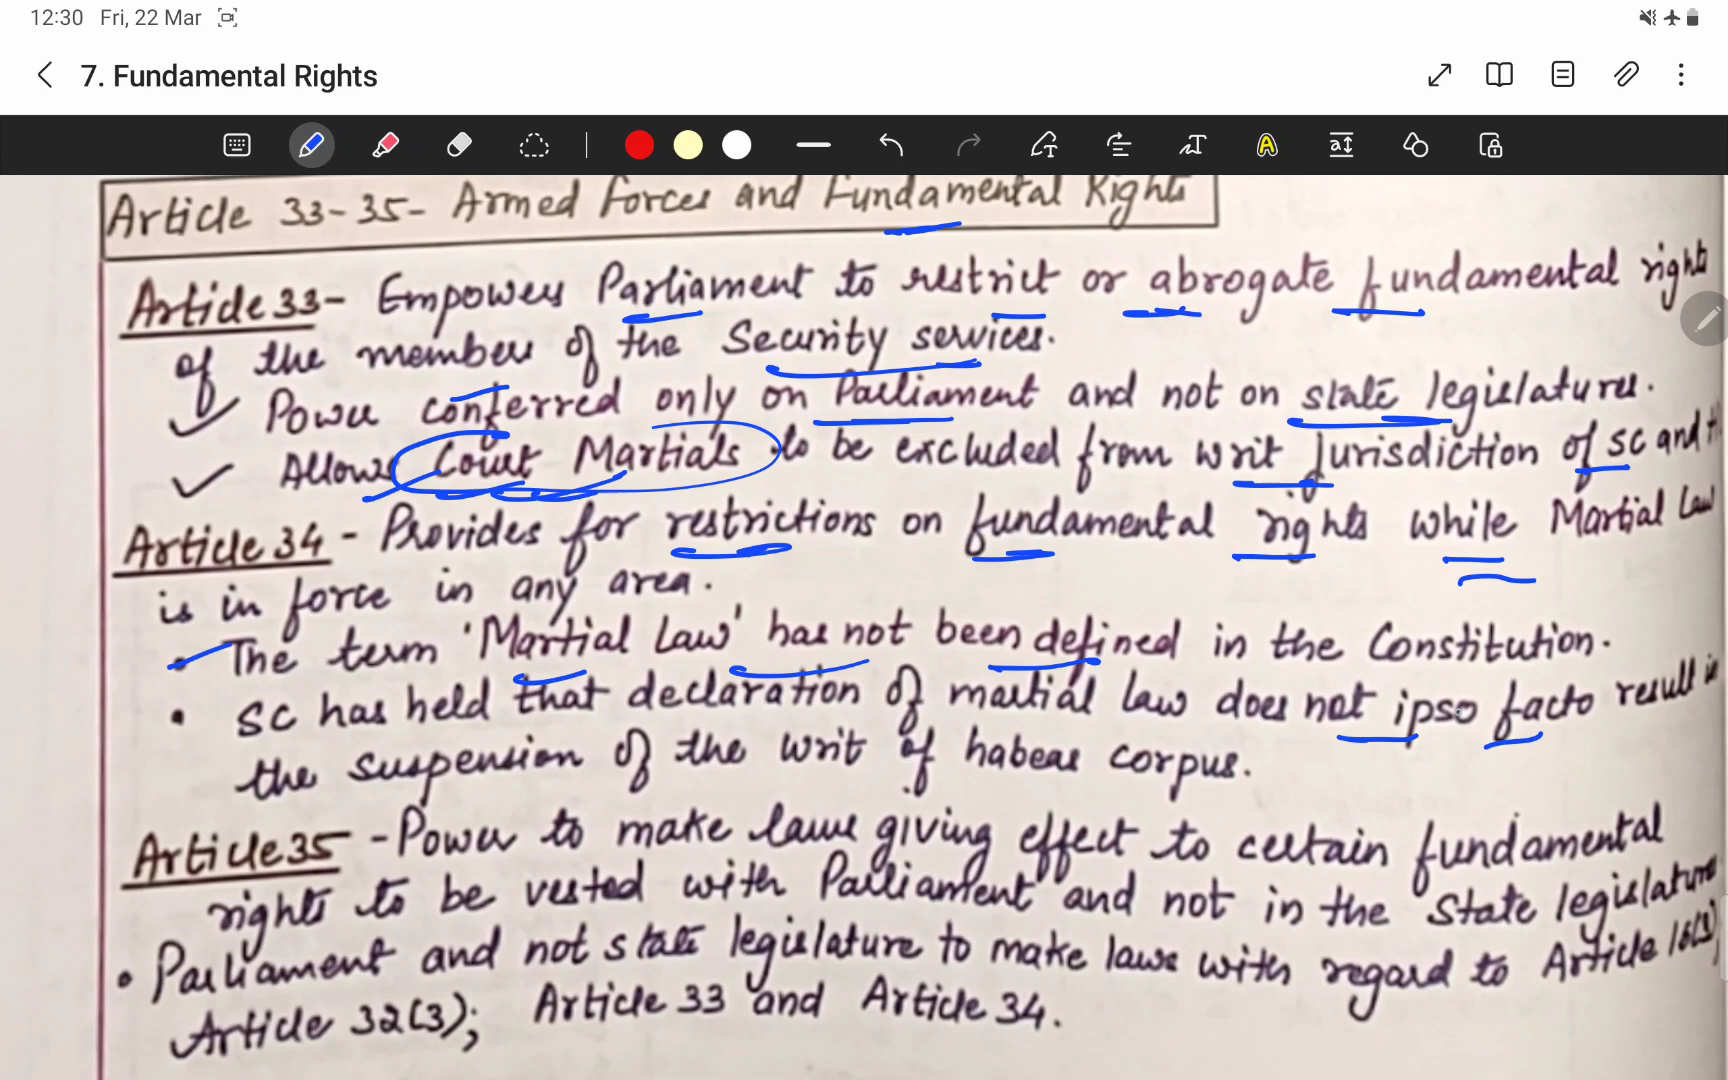 12:30 Fri, 22 Mar
7. Fundamental Rights
Article 33-35- Armed Forces and Fundamental Rights
Article 33- Empowers Parliament to restrict or abrogate fundamental rights
of the members of the Security services.
Power conferred only on Parliament and not on state legislatures.
Allows Court Martials to be excluded from writ Jurisdiction of SC and
Article 34 - Provides for restrictions on fundamental rights while Martial Law
is in force in any area.
• The term 'Martial Law' has not been defined in the Constitution.
• SC has held that declaration of martial law does not ipso facto result in
the suspension of the writ of habeas corpus.
Article 35 - Power to make laws giving effect to certain fundamental
rights to be vested with Parliament and not in the State legislature
• Parliament and not state legislature to make laws with regard to Article 16(3),
Article 32(3); Article 33 and Article 34.